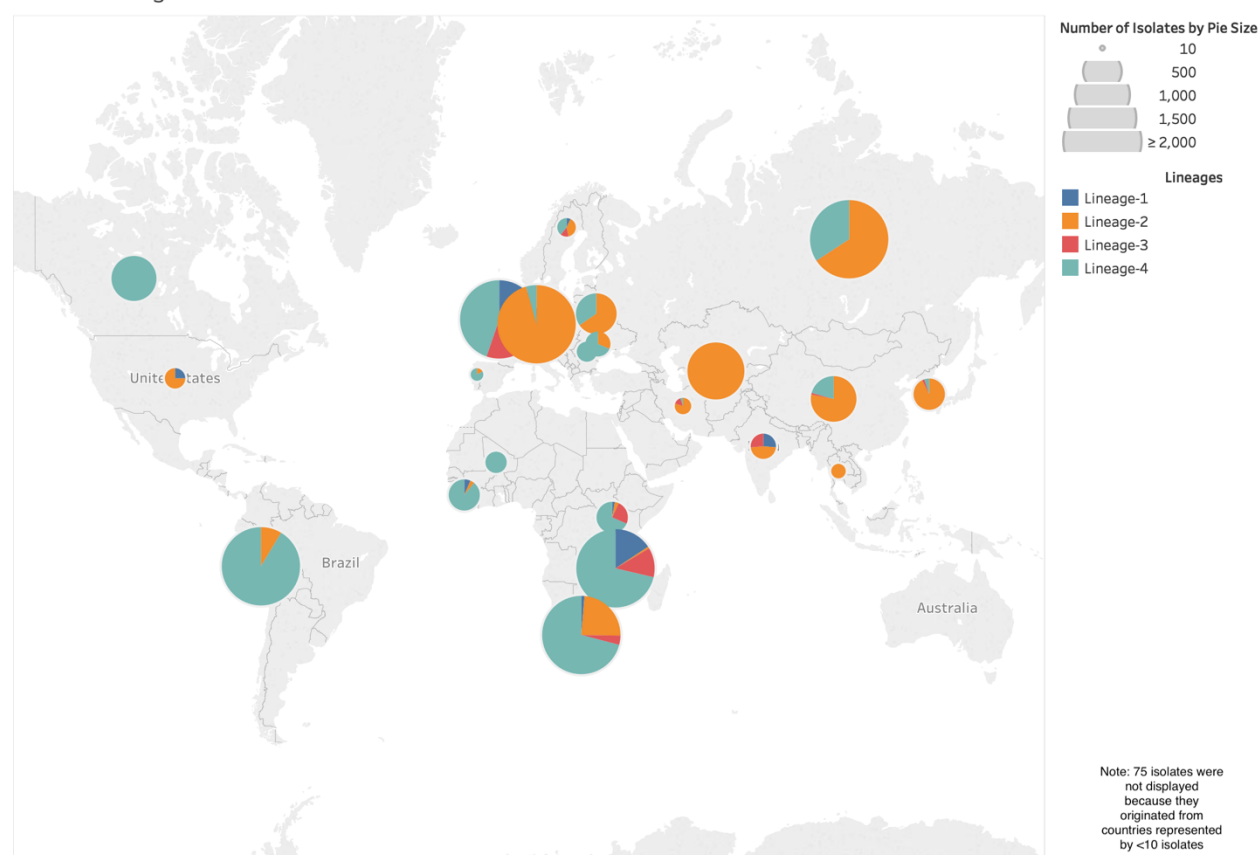 Number of Isolates by Pie Size
10
500
1,000
1,500
≥ 2,000
Lineages
Lineage-1
Lineage-2
Lineage-3
Lineage-4
Brazil
Australia
Note: 75 isolates were
not displayed
because they
originated from
countries represented
by <10 isolates